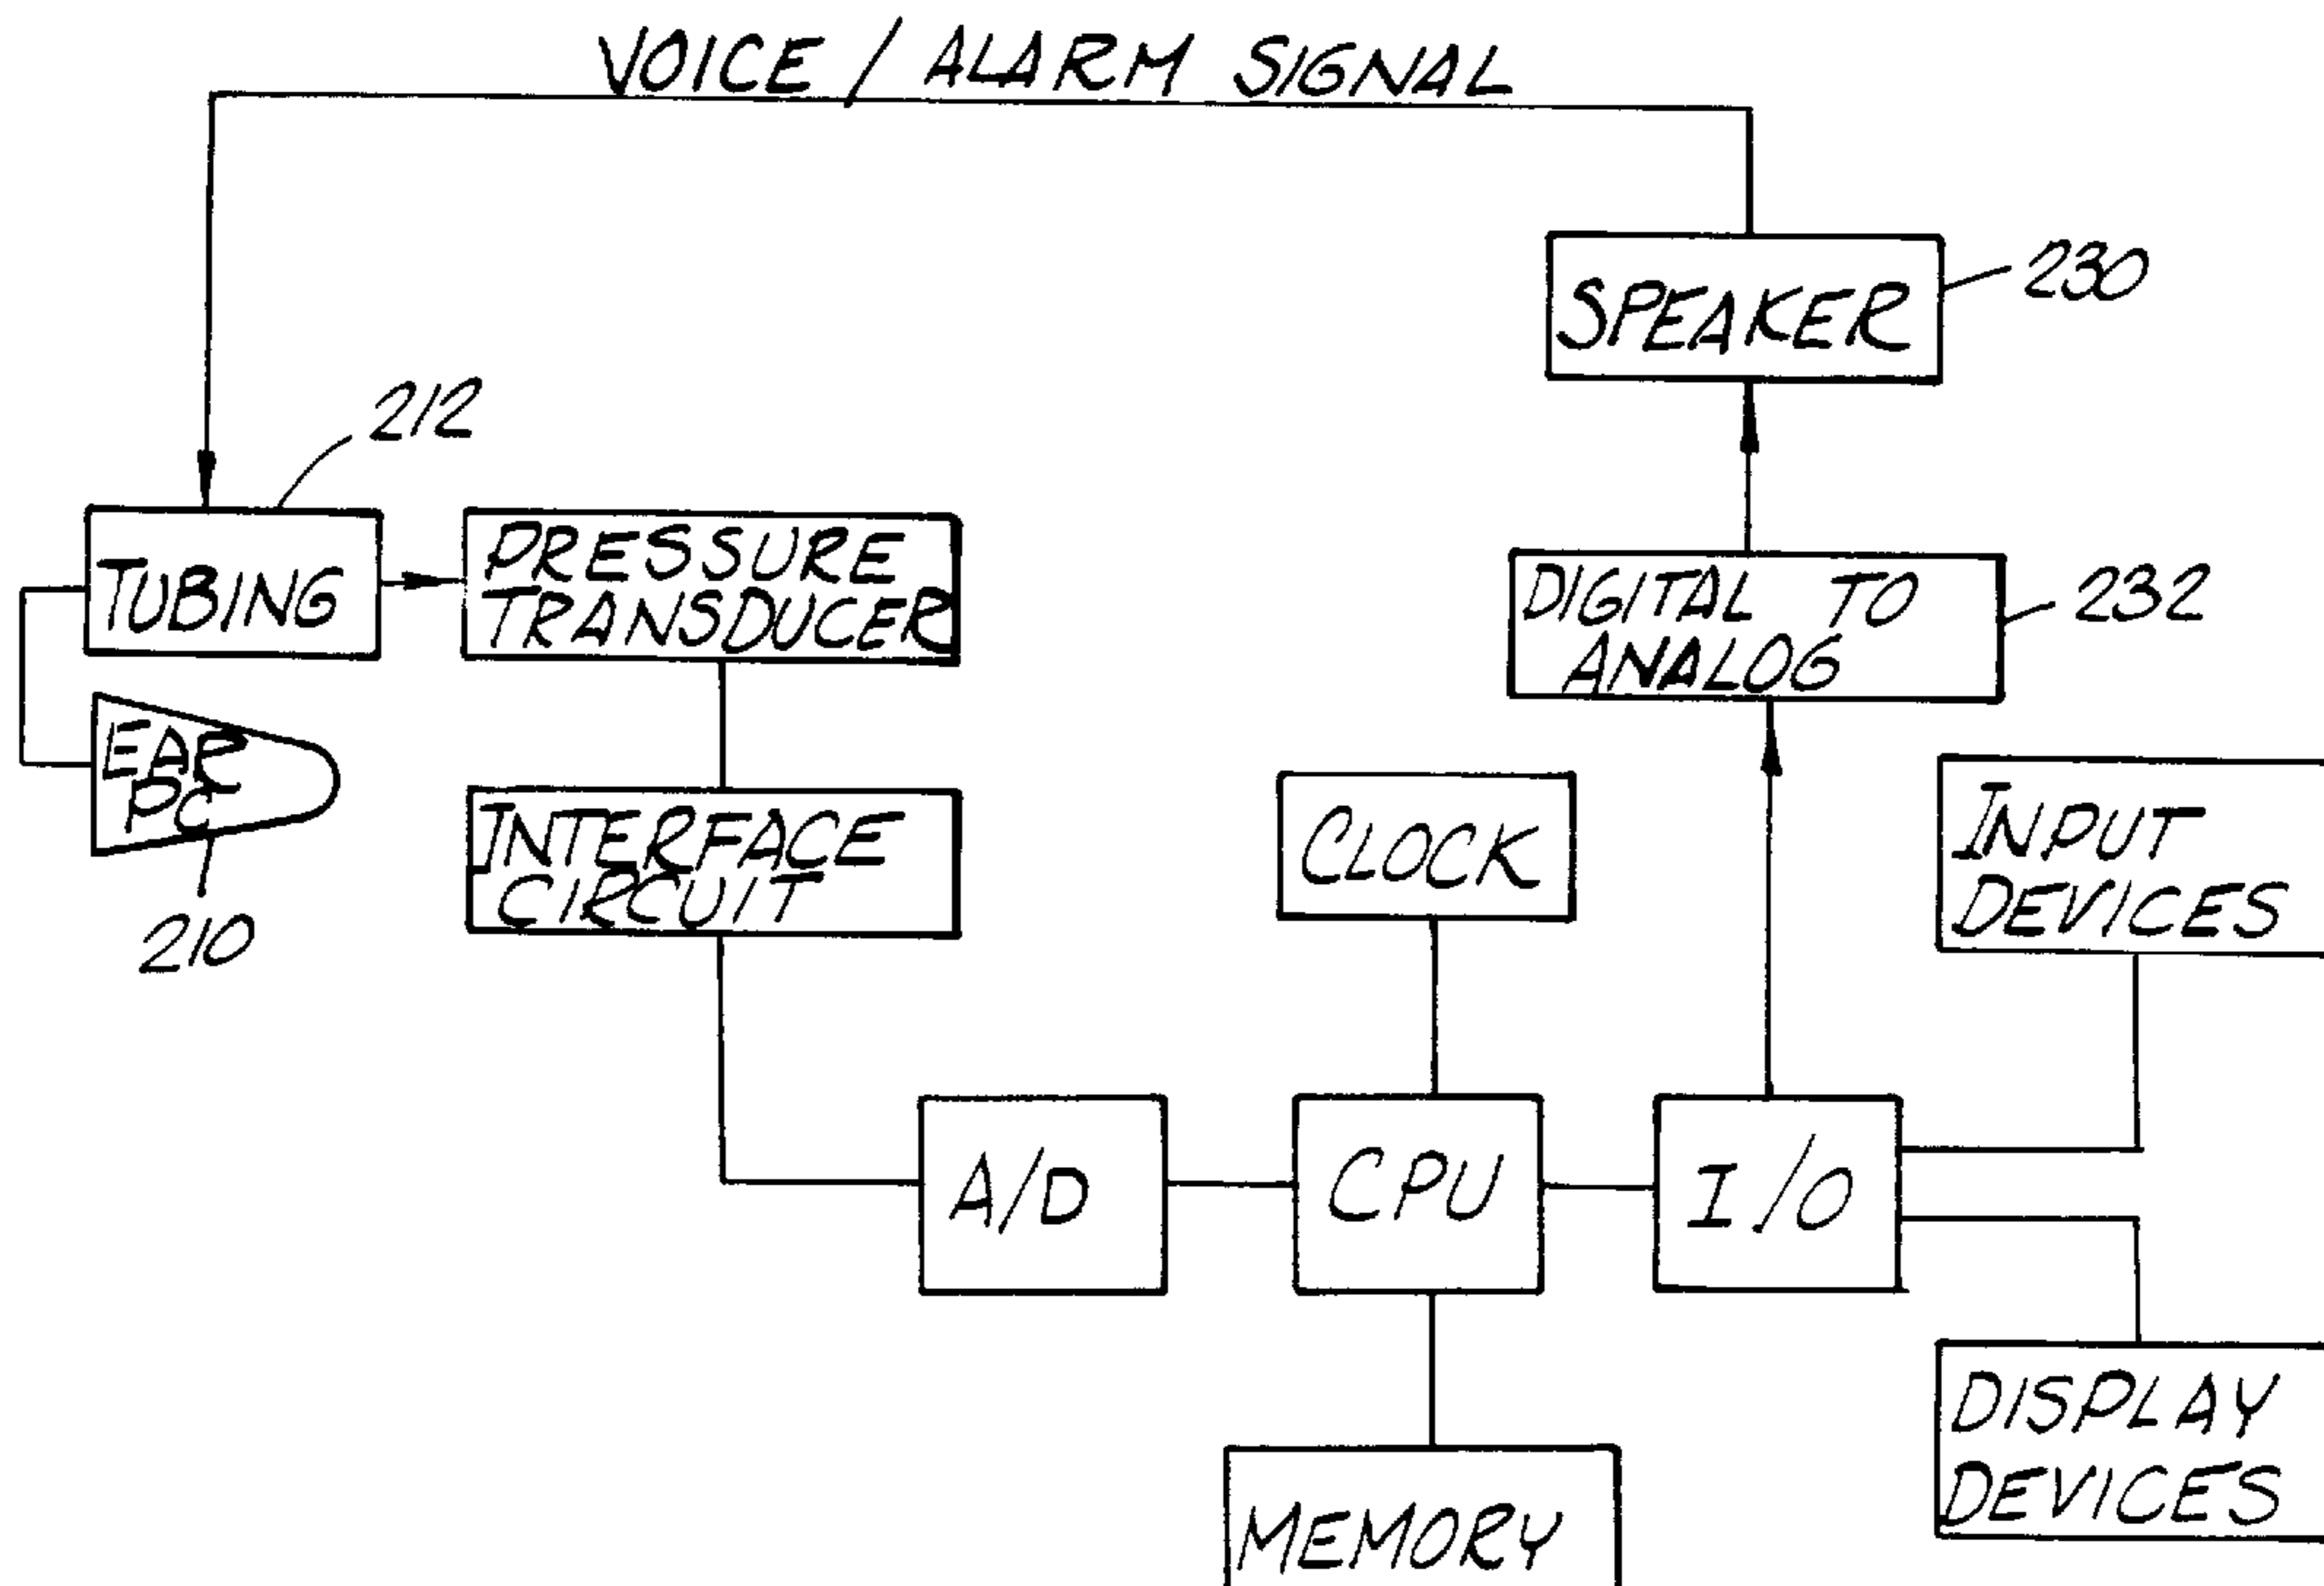 VOICE / ALARM SIGNAL
SPEAKER
230
212
TUBING
PRESSURE
TRANSDUCER
DIGITAL TO
ANALOG
232
EAR
PC
210
INTERFACE
CIRCUIT
CLOCK
INPUT
DEVICES
A/D
CPU
I/O
DISPLAY
DEVICES
MEMORY